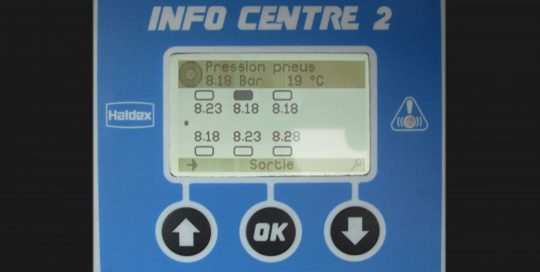 INFO CENTRE 2
Pression pneus
8.18 Bar 19 °C
8.23 8.18 8.18
8.18 8.23 8.28
Sortie
Haldex
OK